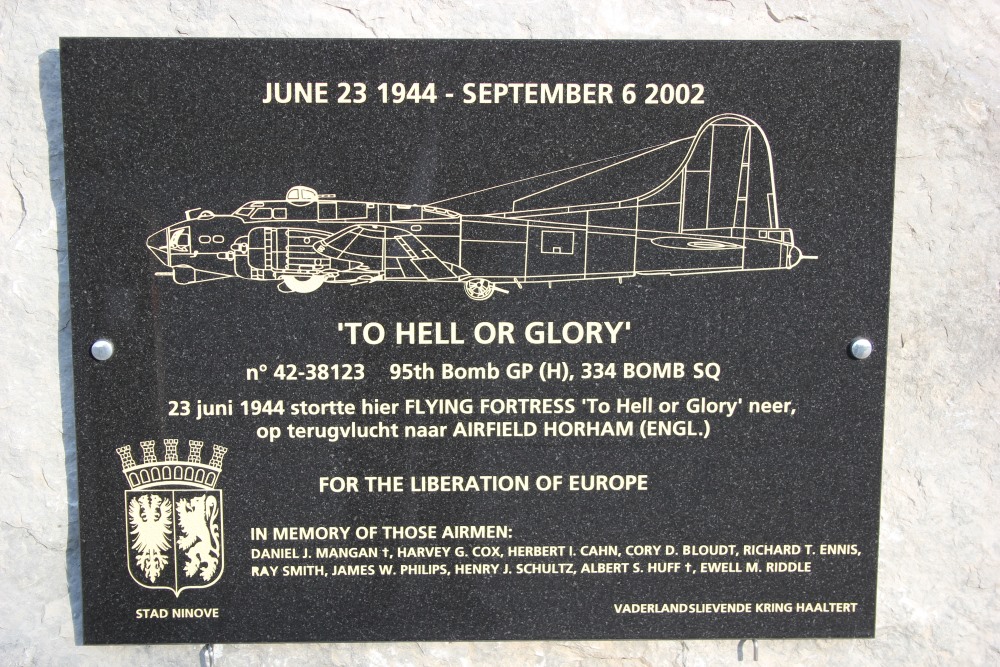 JUNE 23 1944 - SEPTEMBER 6 2002
'TO HELL OR GLORY'
n° 42-38123 95th Bomb GP (H), 334 BOMB SQ
23 juni 1944 stortte hier FLYING FORTRESS 'To Hell or Glory' neer,
op terugvlucht naar AIRFIELD HORHAM (ENGL.)
FOR THE LIBERATION OF EUROPE
IN MEMORY OF THOSE AIRMEN:
DANIEL J. MANGAN †, HARVEY G. COX, HERBERT I. CAHN, CORY D. BLOUDT, RICHARD T. ENNIS,
RAY SMITH, JAMES W. PHILIPS, HENRY J. SCHULTZ, ALBERT S. HUFF †, EWELL M. RIDDLE
STAD NINOVE
VADERLANDSLIEVENDE KRING HAALTERT